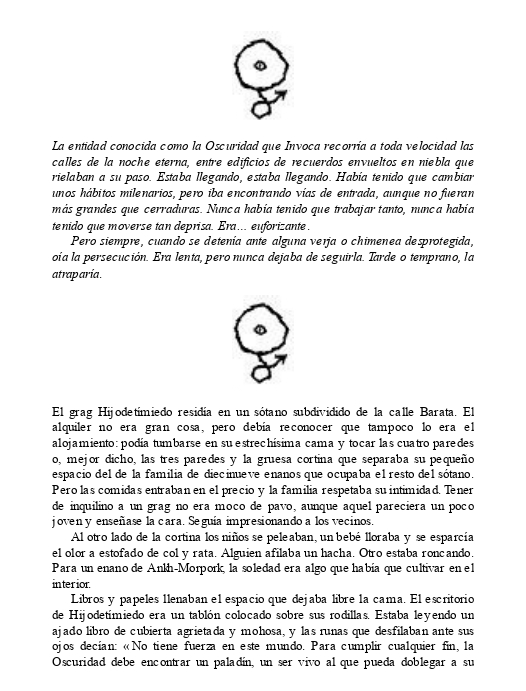 La entidad conocida como la Oscuridad que Invoca recorría a toda velocidad las
calles de la noche eterna, entre edificios de recuerdos envueltos en niebla que
rielaban a su paso. Estaba llegando, estaba llegando. Había tenido que cambiar
unos hábitos milenarios, pero iba encontrando vías de entrada, aunque no fueran
más grandes que cerraduras. Nunca había tenido que trabajar tanto, nunca había
tenido que moverse tan deprisa. Era... euforizante.
Pero siempre, cuando se detenía ante alguna verja o chimenea desprotegida,
oía la persecución. Era lenta, pero nunca dejaba de seguirla. Tarde o temprano, la
atraparía.
El grag Hijodetímiedo residía en un sótano subdividido de la calle Barata. El
alquiler no era gran cosa, pero debía reconocer que tampoco lo era el
alojamiento: podía tumbarse en su estrechísima cama y tocar las cuatro paredes
o, mejor dicho, las tres paredes y la gruesa cortina que separaba su pequeño
espacio del de la familia de diecinueve enanos que ocupaba el resto del sótano.
Pero las comidas entraban en el precio y la familia respetaba su intimidad. Tener
de inquilino a un grag no era moco de pavo, aunque aquel pareciera un poco
joven y enseñase la cara. Seguía impresionando a los vecinos.
Al otro lado de la cortina los niños se peleaban, un bebé lloraba y se esparcía
el olor a estofado de col y rata. Alguien afilaba un hacha. Otro estaba roncando.
Para un enano de Ankh-Morpork, la soledad era algo que había que cultivar en el
interior.
Libros y papeles llenaban el espacio que dejaba libre la cama. El escritorio
de Hijodetímiedo era un tablón colocado sobre sus rodillas. Estaba leyendo un
ajado libro de cubierta agrietada y mohosa, y las runas que desfilaban ante sus
ojos decían: «No tiene fuerza en este mundo. Para cumplir cualquier fin, la
Oscuridad debe encontrar un paladín, un ser vivo al que pueda doblegar a su